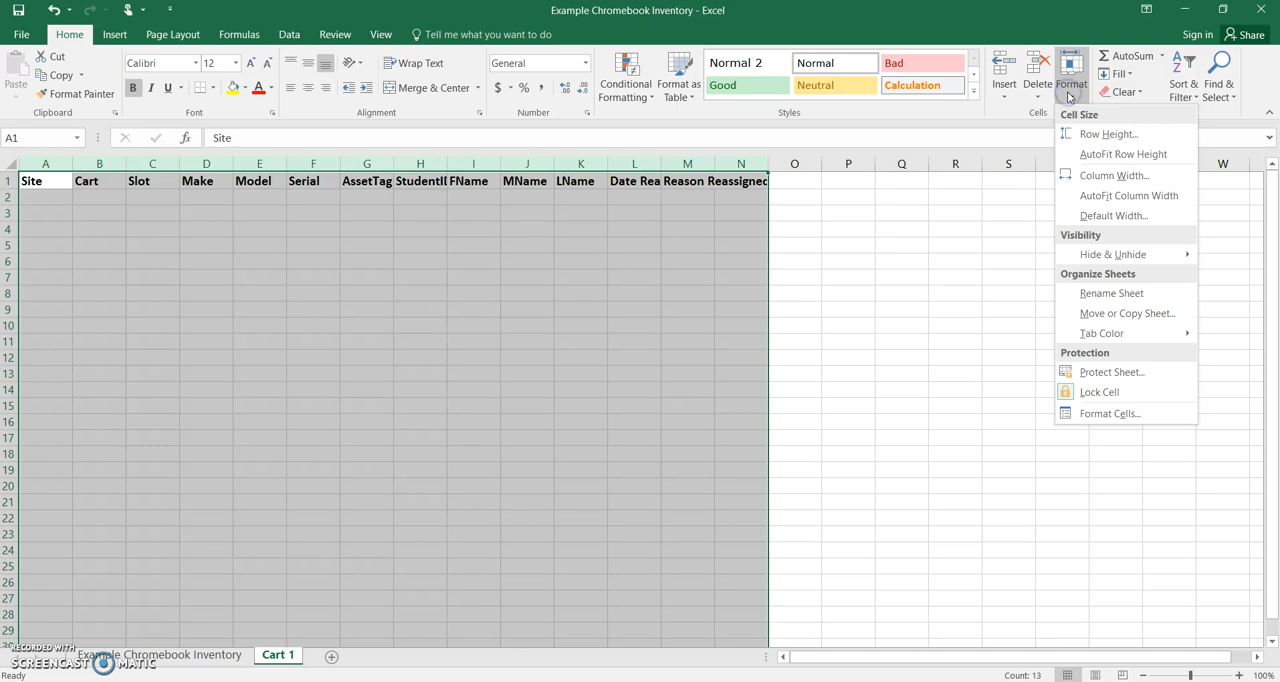 Example Chromebook Inventory - Excel
File Home Insert Page Layout Formulas Data Review View Tell me what you want to do Sign in Share
Paste
Cut
Copy
Format Painter
Clipboard
Calibri 12
B I U
Font
Wrap Text
Merge & Center
Alignment
General
$ % ,
Number
Conditional Formatting
Format as Table
Normal 2 Normal Bad
Good Neutral Calculation
Styles
Insert Delete Format
Cells
AutoSum
Fill
Clear
Sort & Filter
Find & Select
A1 fx Site
A B C D E F G H I J K L M N O P Q R S W
1 Site Cart Slot Make Model Serial AssetTag StudentI FName MName LName Date Rea Reason Reassigned
2
3
4
5
6
7
8
9
10
11
12
13
14
15
16
17
18
19
20
21
22
23
24
25
26
27
28
29
30
Cell Size
Row Height...
AutoFit Row Height
Column Width...
AutoFit Column Width
Default Width...
Visibility
Hide & Unhide
Organize Sheets
Rename Sheet
Move or Copy Sheet...
Tab Color
Protection
Protect Sheet...
Lock Cell
Format Cells...
RECORDED WITH
SCREENCAST MATIC
Example Chromebook Inventory Cart 1
Ready Count: 13 100%